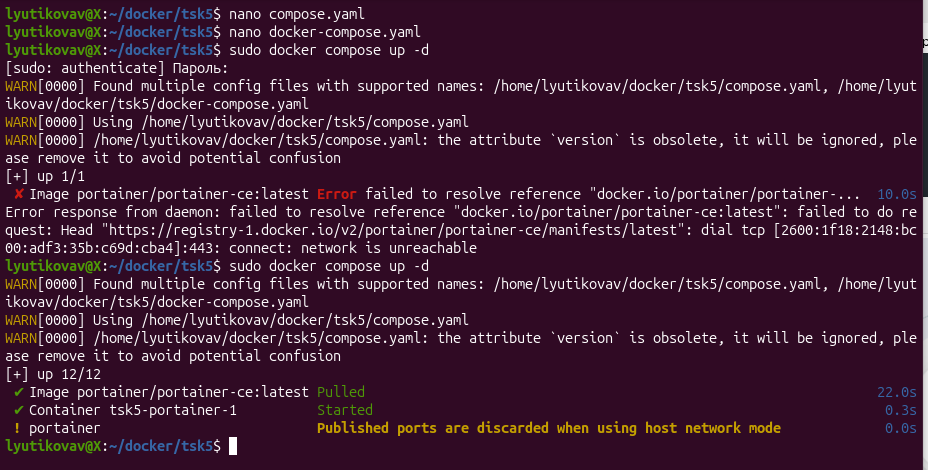 lyutikovav@X:~/docker/tsk5$ nano compose.yaml
lyutikovav@X:~/docker/tsk5$ nano docker-compose.yaml
lyutikovav@X:~/docker/tsk5$ sudo docker compose up -d
[sudo: authenticate] Пароль:
WARN[0000] Found multiple config files with supported names: /home/lyutikovav/docker/tsk5/compose.yaml, /home/lyut
ikovav/docker/tsk5/docker-compose.yaml
WARN[0000] Using /home/lyutikovav/docker/tsk5/compose.yaml
WARN[0000] /home/lyutikovav/docker/tsk5/compose.yaml: the attribute `version` is obsolete, it will be ignored, ple
ase remove it to avoid potential confusion
[+] up 1/1
✘ Image portainer/portainer-ce:latest Error failed to resolve reference "docker.io/portainer/portainer-... 10.0s
Error response from daemon: failed to resolve reference "docker.io/portainer/portainer-ce:latest": failed to do re
quest: Head "https://registry-1.docker.io/v2/portainer/portainer-ce/manifests/latest": dial tcp [2600:1f18:2148:bc
00:adf3:35b:c69d:cba4]:443: connect: network is unreachable
lyutikovav@X:~/docker/tsk5$ sudo docker compose up -d
WARN[0000] Found multiple config files with supported names: /home/lyutikovav/docker/tsk5/compose.yaml, /home/lyut
ikovav/docker/tsk5/docker-compose.yaml
WARN[0000] Using /home/lyutikovav/docker/tsk5/compose.yaml
WARN[0000] /home/lyutikovav/docker/tsk5/compose.yaml: the attribute `version` is obsolete, it will be ignored, ple
ase remove it to avoid potential confusion
[+] up 12/12
✔ Image portainer/portainer-ce:latest Pulled 22.0s
✔ Container tsk5-portainer-1 Started 0.3s
! portainer Published ports are discarded when using host network mode 0.0s
lyutikovav@X:~/docker/tsk5$